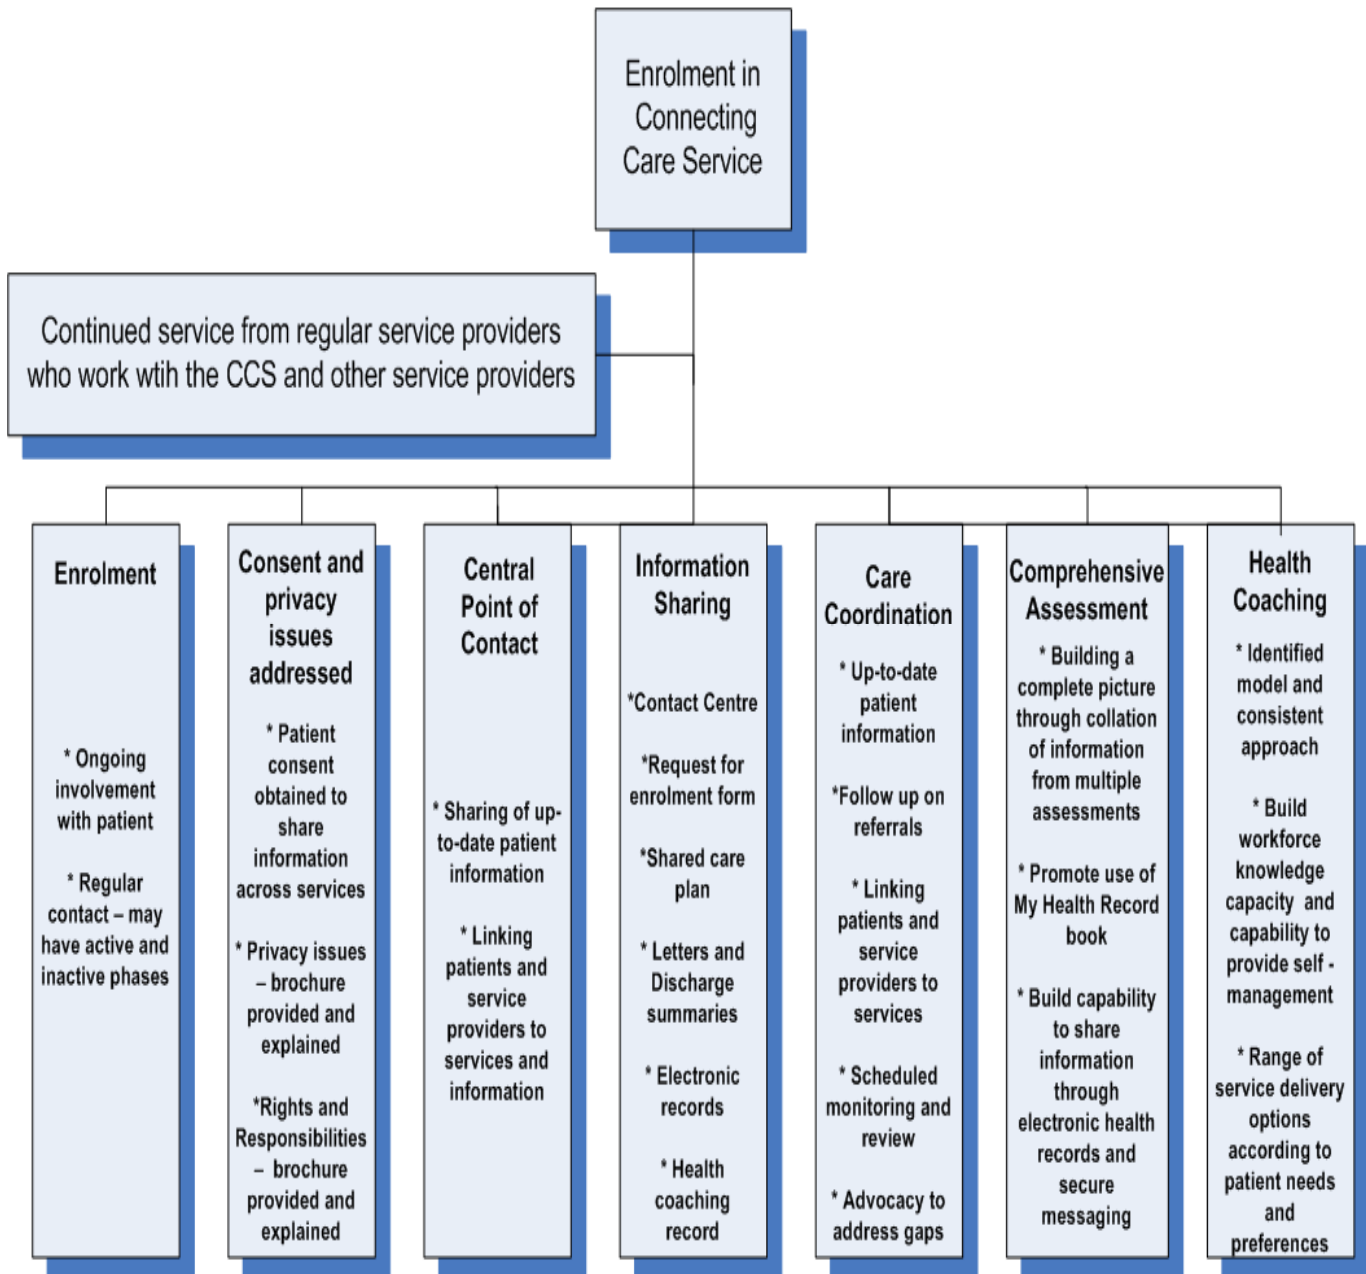 Enrolment in
Connecting
Care Service
Continued service from regular service providers
who work wtih the CCS and other service providers
Enrolment
* Ongoing
involvement
with patient
* Regular
contact – may
have active and
inactive phases
Consent and
privacy
issues
addressed
* Patient
consent
obtained to
share
information
across services
* Privacy issues
– brochure
provided and
explained
*Rights and
Responsibilities
– brochure
provided and
explained
Central
Point of
Contact
* Sharing of up-
to-date patient
information
* Linking
patients and
service
providers to
services and
information
Information
Sharing
*Contact Centre
*Request for
enrolment form
*Shared care
plan
* Letters and
Discharge
summaries
* Electronic
records
* Health
coaching
record
Care
Coordination
* Up-to-date
patient
information
*Follow up on
referrals
* Linking
patients and
service
providers to
services
* Scheduled
monitoring and
review
* Advocacy to
address gaps
Comprehensive
Assessment
* Building a
complete picture
through collation
of information
from multiple
assessments
* Promote use of
My Health Record
book
* Build capability
to share
information
through
electronic health
records and
secure
messaging
Health
Coaching
* Identified
model and
consistent
approach
* Build
workforce
knowledge
capacity and
capability to
provide self -
management
* Range of
service delivery
options
according to
patient needs
and
preferences